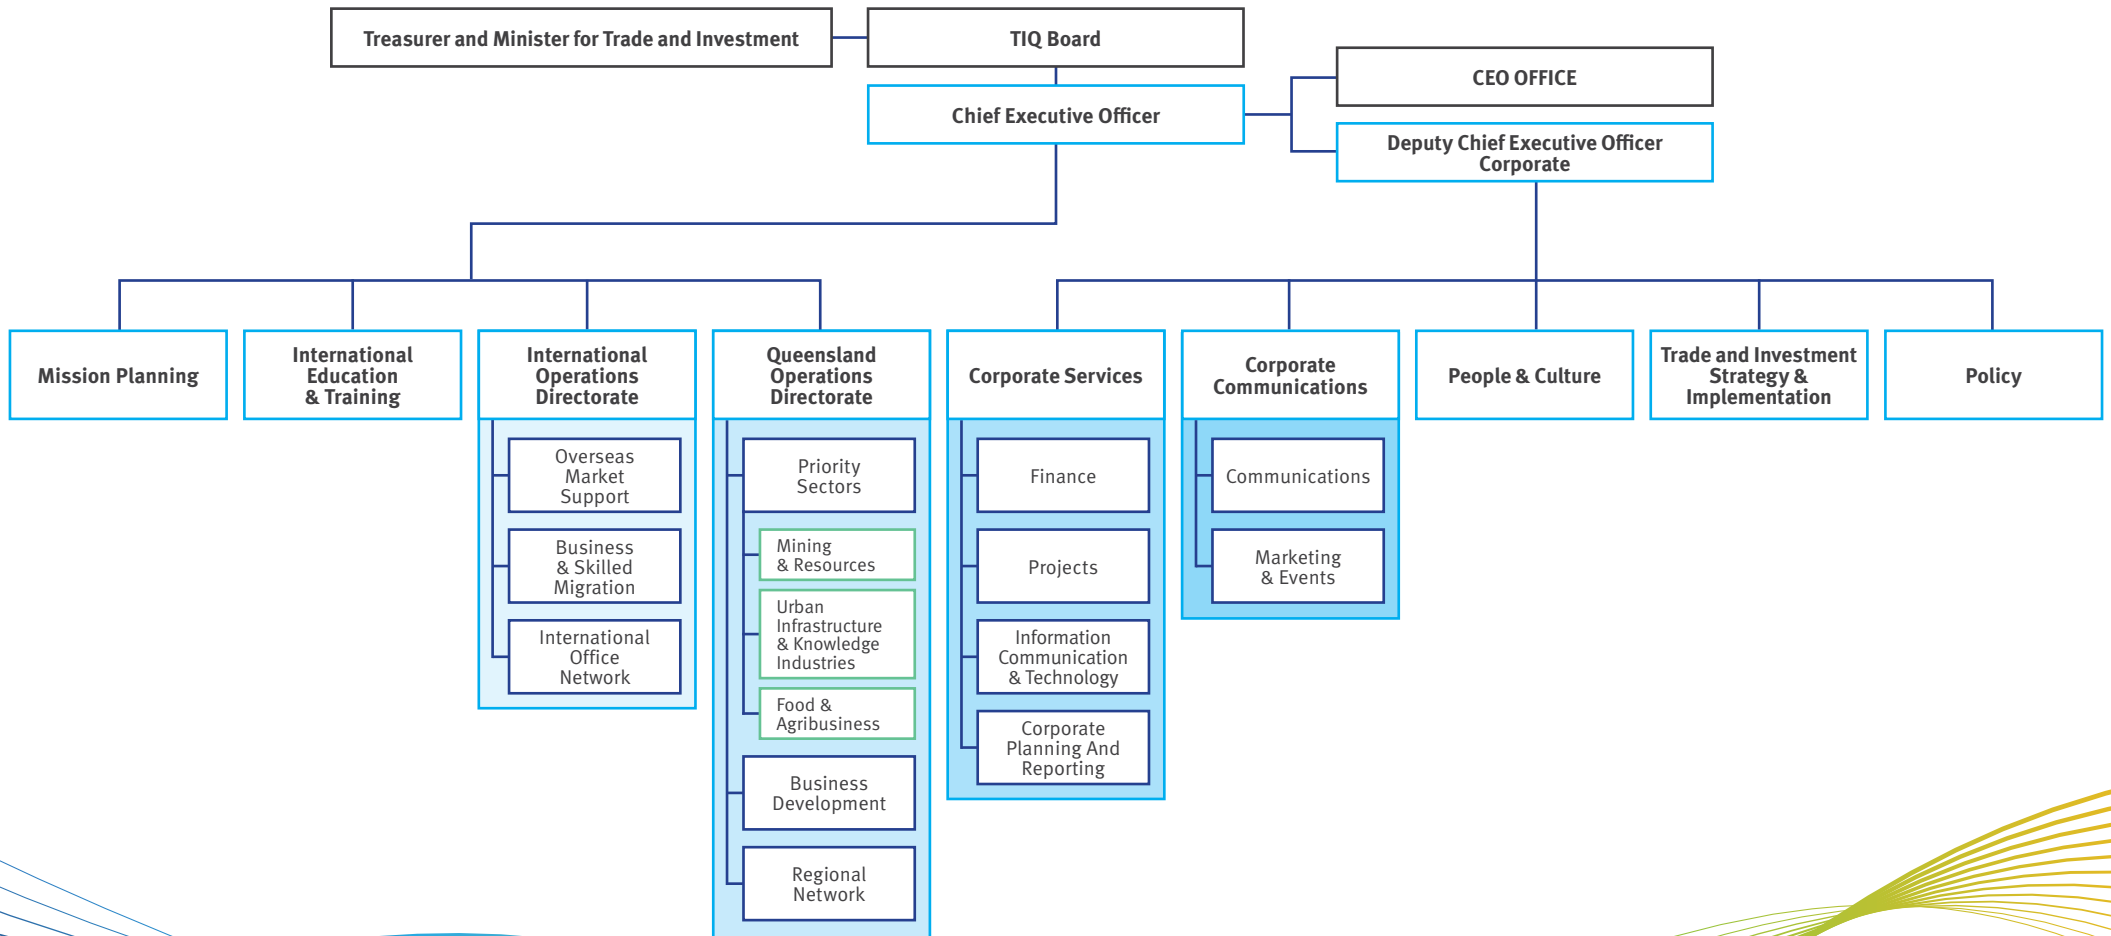 Treasurer and Minister for Trade and Investment
TIQ Board
CEO OFFICE
Chief Executive Officer
Deputy Chief Executive Officer
Corporate
Mission Planning
International
Education
& Training
International
Operations
Directorate
Overseas
Market
Support
Business
& Skilled
Migration
International
Office
Network
Queensland
Operations
Directorate
Priority
Sectors
Mining
& Resources
Urban
Infrastructure
& Knowledge
Industries
Food &
Agribusiness
Business
Development
Regional
Network
Corporate Services
Finance
Projects
Information
Communication
& Technology
Corporate
Planning And
Reporting
Corporate
Communications
Communications
Marketing
& Events
People & Culture
Trade and Investment
Strategy &
Implementation
Policy